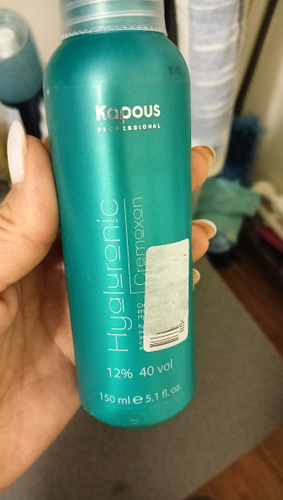 Kapous
PROFESSIONAL
Hyaluronic
Cremoxon
12% 40 vol
150 ml ℮ 5.1 fl. oz.